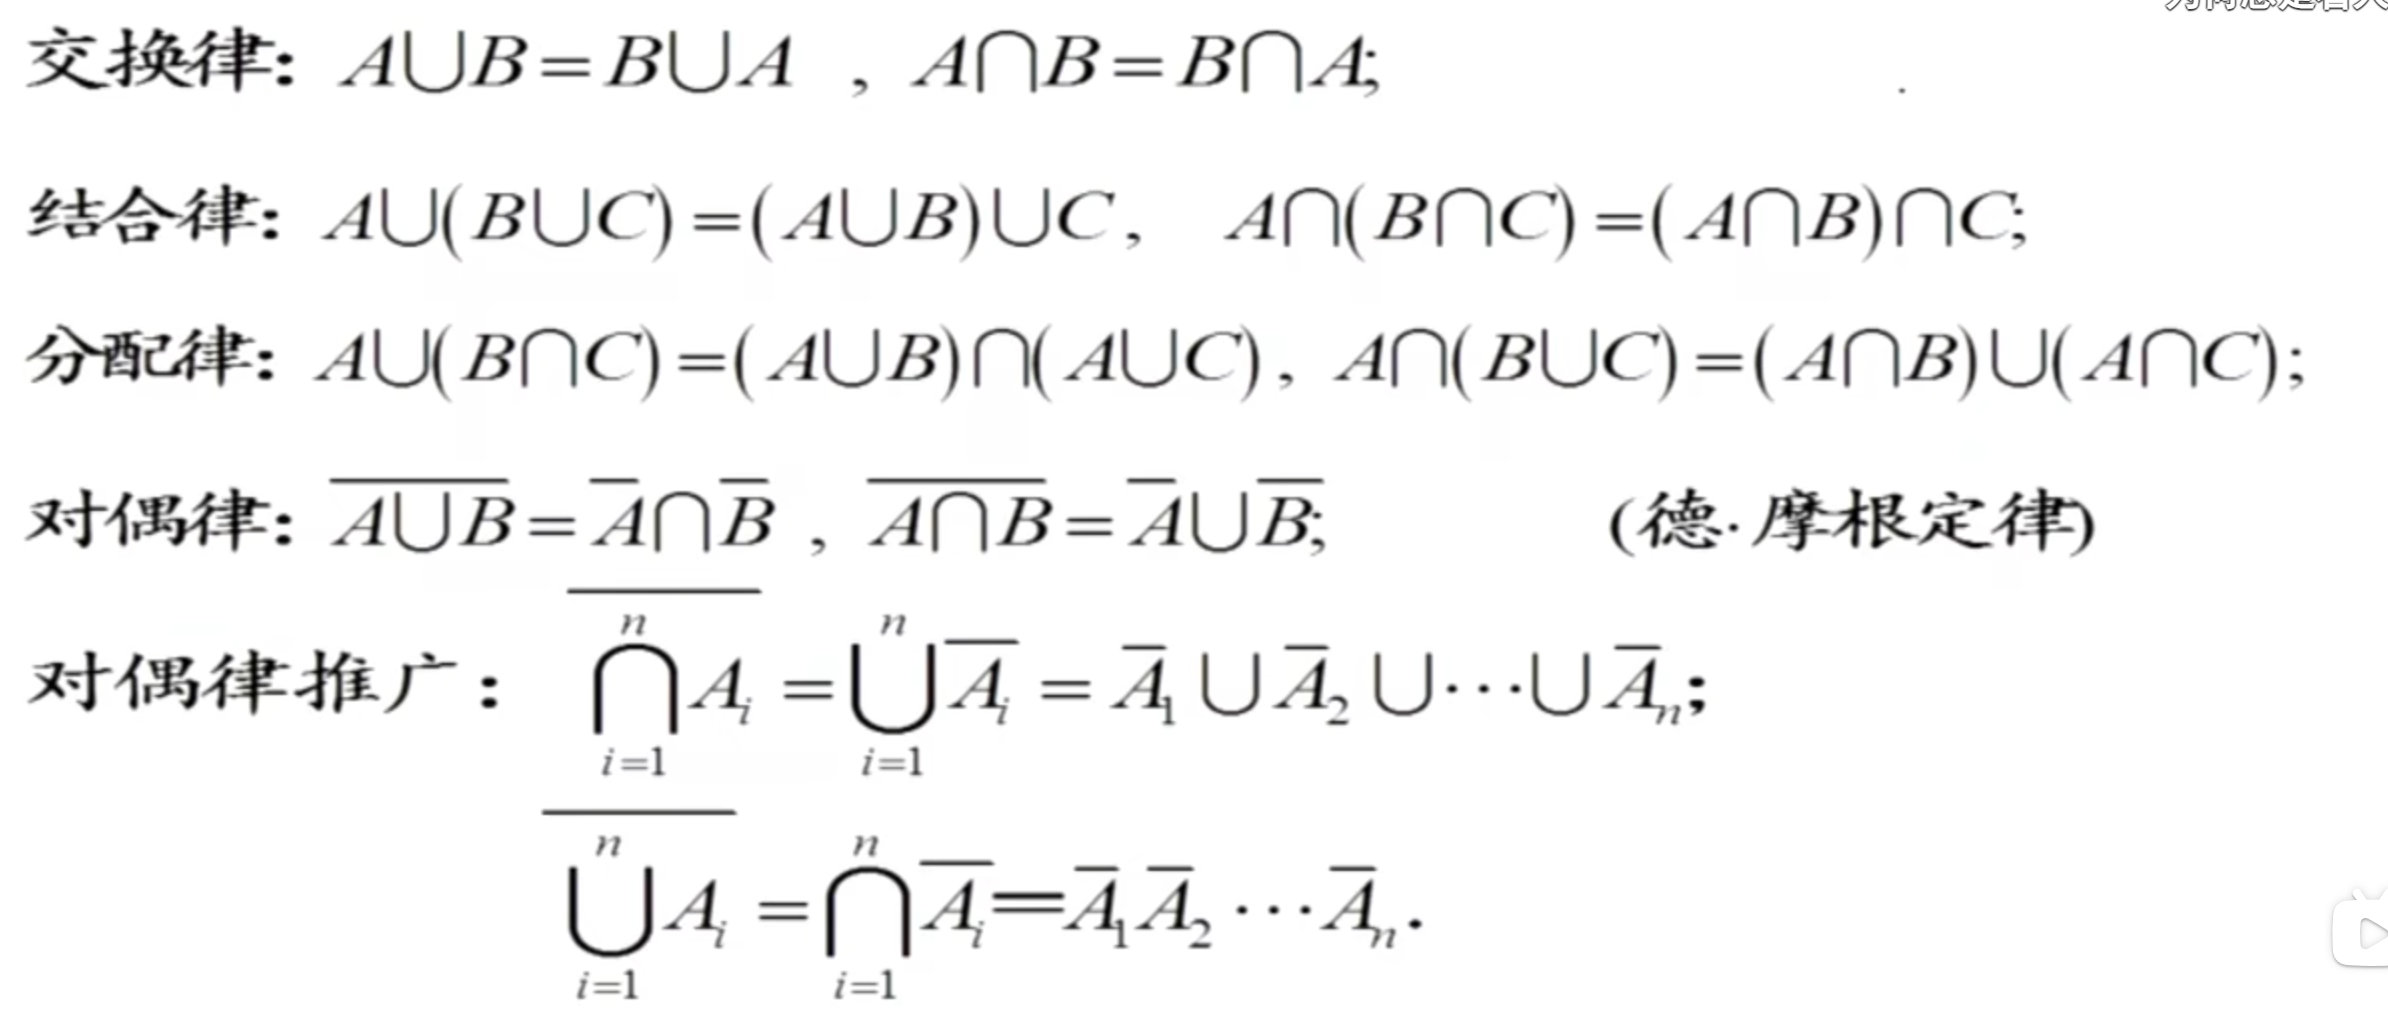 交换律: A∪B=B∪A , A∩B=B∩A;
结合律: A∪(B∪C)=(A∪B)∪C, A∩(B∩C)=(A∩B)∩C;
分配律: A∪(B∩C)=(A∪B)∩(A∪C), A∩(B∪C)=(A∩B)∪(A∩C);
对偶律: \overline{A∪B}=\overline{A}∩\overline{B} , \overline{A∩B}=\overline{A}∪\overline{B}; (德·摩根定律)
对偶律推广: \overline{\bigcap_{i=1}^{n} A_i}=\bigcup_{i=1}^{n} \overline{A_i}=\overline{A}_1∪\overline{A}_2∪⋯∪\overline{A}_n;
\overline{\bigcup_{i=1}^{n} A_i}=\bigcap_{i=1}^{n} \overline{A_i}=\overline{A}_1\overline{A}_2⋯\overline{A}_n.